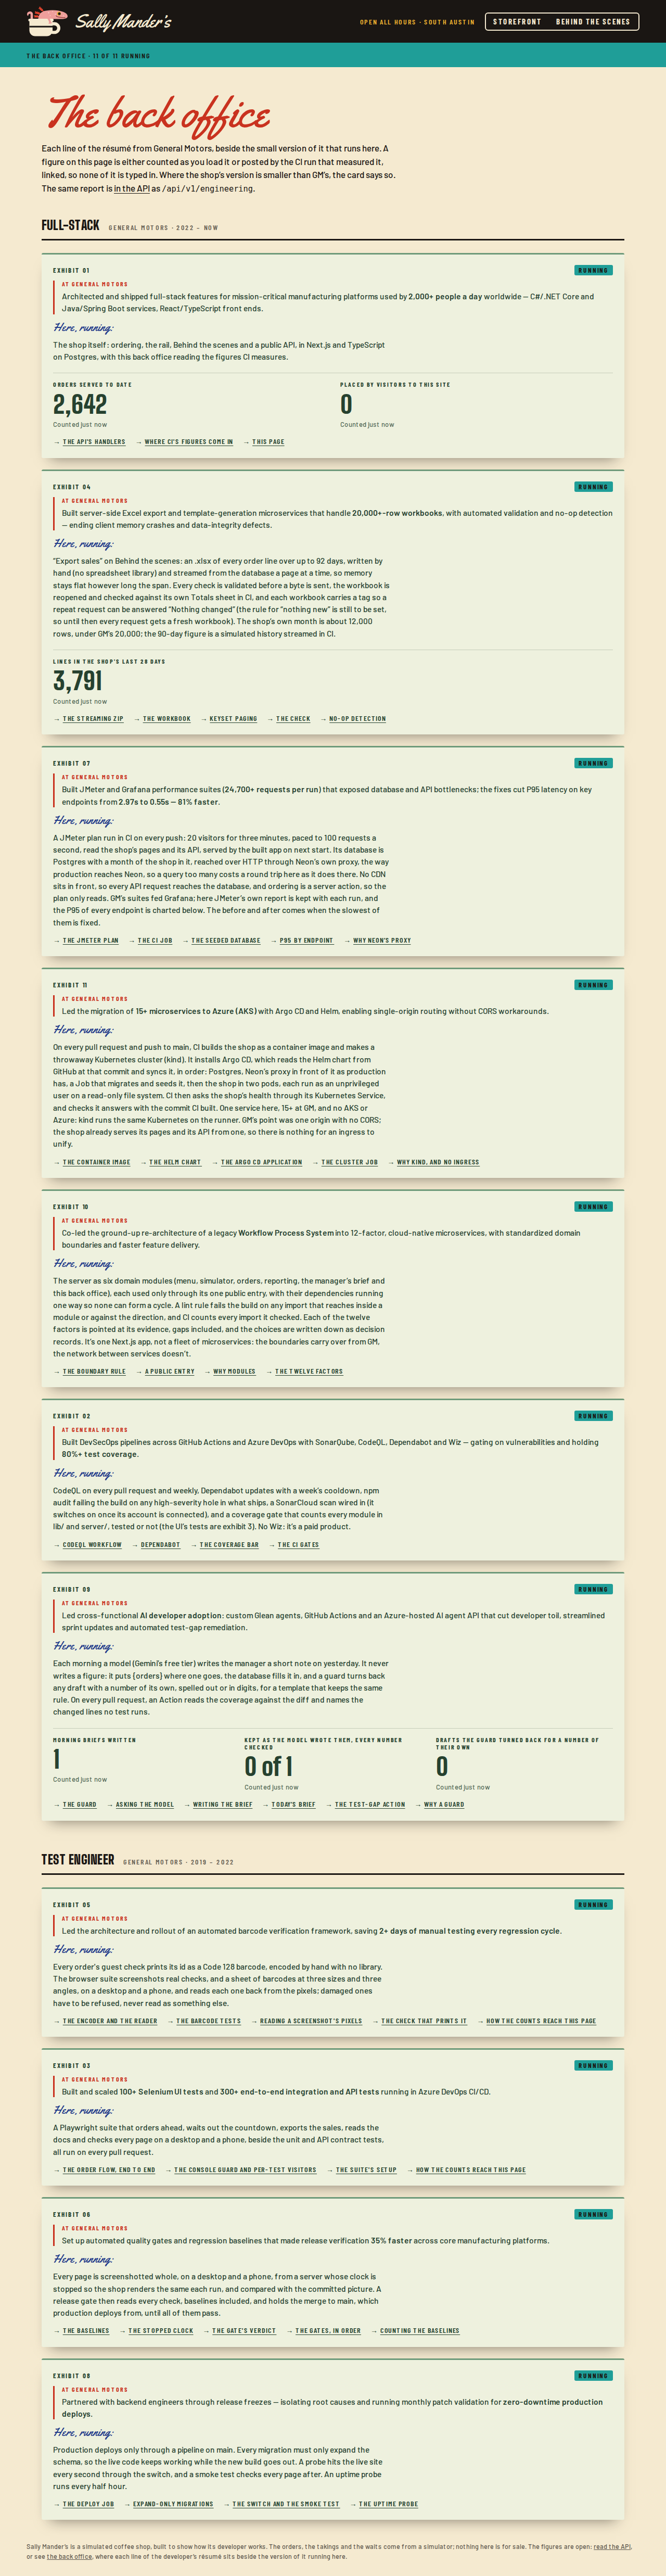 Sally Mander's
OPEN ALL HOURS · SOUTH AUSTIN
STOREFRONT
BEHIND THE SCENES
THE BACK OFFICE · 11 OF 11 RUNNING
The back office
Each line of the résumé from General Motors, beside the small version of it that runs here. A
figure on this page is either counted as you load it or posted by the CI run that measured it,
linked, so none of it is typed in. Where the shop's version is smaller than GM's, the card says so.
The same report is in the API as /api/v1/engineering.
FULL-STACK
GENERAL MOTORS · 2022 – NOW
EXHIBIT 01
RUNNING
AT GENERAL MOTORS
Architected and shipped full-stack features for mission-critical manufacturing platforms used by 2,000+ people a day worldwide — C#/.NET Core and
Java/Spring Boot services, React/TypeScript front ends.
Here, running:
The shop itself: ordering, the rail, Behind the scenes and a public API, in Next.js and TypeScript
on Postgres, with this back office reading the figures CI measures.
ORDERS SERVED TO DATE
PLACED BY VISITORS TO THIS SITE
2,642
0
Counted just now
Counted just now
→ THE API'S HANDLERS → WHERE CI'S FIGURES COME IN → THIS PAGE
EXHIBIT 04
RUNNING
AT GENERAL MOTORS
Built server-side Excel export and template-generation microservices that handle 20,000+-row workbooks, with automated validation and no-op detection
— ending client memory crashes and data-integrity defects.
Here, running:
"Export sales" on Behind the scenes: an .xlsx of every order line over up to 92 days, written by
hand (no spreadsheet library) and streamed from the database a page at a time, so memory
stays flat however long the span. Every check is validated before a byte is sent, the workbook is
reopened and checked against its own Totals sheet in CI, and each workbook carries a tag so a
repeat request can be answered "Nothing changed" (the rule for "nothing new" is still to be set,
so until then every request gets a fresh workbook). The shop's own month is about 12,000
rows, under GM's 20,000; the 90-day figure is a simulated history streamed in CI.
LINES IN THE SHOP'S LAST 28 DAYS
3,791
Counted just now
→ THE STREAMING ZIP → THE WORKBOOK → KEYSET PAGING → THE CHECK → NO-OP DETECTION
EXHIBIT 07
RUNNING
AT GENERAL MOTORS
Built JMeter and Grafana performance suites (24,700+ requests per run) that exposed database and API bottlenecks; the fixes cut P95 latency on key
endpoints from 2.97s to 0.55s — 81% faster.
Here, running:
A JMeter plan run in CI on every push: 20 visitors for three minutes, paced to 100 requests a
second, read the shop's pages and its API, served by the built app on next start. Its database is
Postgres with a month of the shop in it, reached over HTTP through Neon's own proxy, the way
production reaches Neon, so a query too many costs a round trip here as it does there. No CDN
sits in front, so every API request reaches the database, and ordering is a server action, so the
plan only reads. GM's suites fed Grafana; here JMeter's own report is kept with each run, and
the P95 of every endpoint is charted below. The before and after comes when the slowest of
them is fixed.
→ THE JMETER PLAN → THE CI JOB → THE SEEDED DATABASE → P95 BY ENDPOINT → WHY NEON'S PROXY
EXHIBIT 11
RUNNING
AT GENERAL MOTORS
Led the migration of 15+ microservices to Azure (AKS) with Argo CD and Helm, enabling single-origin routing without CORS workarounds.
Here, running:
On every pull request and push to main, CI builds the shop as a container image and makes a
throwaway Kubernetes cluster (kind). It installs Argo CD, which reads the Helm chart from
GitHub at that commit and syncs it, in order: Postgres, Neon's proxy in front of it as production
has, a Job that migrates and seeds it, then the shop in two pods, each run as an unprivileged
user on a read-only file system. CI then asks the shop's health through its Kubernetes Service,
and checks it answers with the commit CI built. One service here, 15+ at GM, and no AKS or
Azure: kind runs the same Kubernetes on the runner. GM's point was one origin with no CORS;
the shop already serves its pages and its API from one, so there is nothing for an ingress to
unify.
→ THE CONTAINER IMAGE → THE HELM CHART → THE ARGO CD APPLICATION → THE CLUSTER JOB → WHY KIND, AND NO INGRESS
EXHIBIT 10
RUNNING
AT GENERAL MOTORS
Co-led the ground-up re-architecture of a legacy Workflow Process System into 12-factor, cloud-native microservices, with standardized domain
boundaries and faster feature delivery.
Here, running:
The server as six domain modules (menu, simulator, orders, reporting, the manager's brief and
this back office), each used only through its one public entry, with their dependencies running
one way so none can form a cycle. A lint rule fails the build on any import that reaches inside a
module or against the direction, and CI counts every import it checked. Each of the twelve
factors is pointed at its evidence, gaps included, and the choices are written down as decision
records. It's one Next.js app, not a fleet of microservices: the boundaries carry over from GM,
the network between services doesn't.
→ THE BOUNDARY RULE → A PUBLIC ENTRY → WHY MODULES → THE TWELVE FACTORS
EXHIBIT 02
RUNNING
AT GENERAL MOTORS
Built DevSecOps pipelines across GitHub Actions and Azure DevOps with SonarQube, CodeQL, Dependabot and Wiz — gating on vulnerabilities and holding
80%+ test coverage.
Here, running:
CodeQL on every pull request and weekly, Dependabot updates with a week's cooldown, npm
audit failing the build on any high-severity hole in what ships, a SonarCloud scan wired in (it
switches on once its account is connected), and a coverage gate that counts every module in
lib/ and server/, tested or not (the UI's tests are exhibit 3). No Wiz: it's a paid product.
→ CODEQL WORKFLOW → DEPENDABOT → THE COVERAGE BAR → THE CI GATES
EXHIBIT 09
RUNNING
AT GENERAL MOTORS
Led cross-functional AI developer adoption: custom Glean agents, GitHub Actions and an Azure-hosted AI agent API that cut developer toil, streamlined
sprint updates and automated test-gap remediation.
Here, running:
Each morning a model (Gemini's free tier) writes the manager a short note on yesterday. It never
writes a figure: it puts {orders} where one goes, the database fills it in, and a guard turns back
any draft with a number of its own, spelled out or in digits, for a template that keeps the same
rule. On every pull request, an Action reads the coverage against the diff and names the
changed lines no test runs.
MORNING BRIEFS WRITTEN
KEPT AS THE MODEL WROTE THEM, EVERY NUMBER
CHECKED
DRAFTS THE GUARD TURNED BACK FOR A NUMBER OF
THEIR OWN
1
0 of 1
0
Counted just now
Counted just now
Counted just now
→ THE GUARD → ASKING THE MODEL → WRITING THE BRIEF → TODAY'S BRIEF → THE TEST-GAP ACTION → WHY A GUARD
TEST ENGINEER
GENERAL MOTORS · 2019 – 2022
EXHIBIT 05
RUNNING
AT GENERAL MOTORS
Led the architecture and rollout of an automated barcode verification framework, saving 2+ days of manual testing every regression cycle.
Here, running:
Every order's guest check prints its id as a Code 128 barcode, encoded by hand with no library.
The browser suite screenshots real checks, and a sheet of barcodes at three sizes and three
angles, on a desktop and a phone, and reads each one back from the pixels; damaged ones
have to be refused, never read as something else.
→ THE ENCODER AND THE READER → THE BARCODE TESTS → READING A SCREENSHOT'S PIXELS → THE CHECK THAT PRINTS IT → HOW THE COUNTS REACH THIS PAGE
EXHIBIT 03
RUNNING
AT GENERAL MOTORS
Built and scaled 100+ Selenium UI tests and 300+ end-to-end integration and API tests running in Azure DevOps CI/CD.
Here, running:
A Playwright suite that orders ahead, waits out the countdown, exports the sales, reads the
docs and checks every page on a desktop and a phone, beside the unit and API contract tests,
all run on every pull request.
→ THE ORDER FLOW, END TO END → THE CONSOLE GUARD AND PER-TEST VISITORS → THE SUITE'S SETUP → HOW THE COUNTS REACH THIS PAGE
EXHIBIT 06
RUNNING
AT GENERAL MOTORS
Set up automated quality gates and regression baselines that made release verification 35% faster across core manufacturing platforms.
Here, running:
Every page is screenshotted whole, on a desktop and a phone, from a server whose clock is
stopped so the shop renders the same each run, and compared with the committed picture. A
release gate then reads every check, baselines included, and holds the merge to main, which
production deploys from, until all of them pass.
→ THE BASELINES → THE STOPPED CLOCK → THE GATE'S VERDICT → THE GATES, IN ORDER → COUNTING THE BASELINES
EXHIBIT 08
RUNNING
AT GENERAL MOTORS
Partnered with backend engineers through release freezes — isolating root causes and running monthly patch validation for zero-downtime production
deploys.
Here, running:
Production deploys only through a pipeline on main. Every migration must only expand the
schema, so the live code keeps working while the new build goes out. A probe hits the live site
every second through the switch, and a smoke test checks every page after. An uptime probe
runs every half hour.
→ THE DEPLOY JOB → EXPAND-ONLY MIGRATIONS → THE SWITCH AND THE SMOKE TEST → THE UPTIME PROBE
Sally Mander's is a simulated coffee shop, built to show how its developer works. The orders, the takings and the waits come from a simulator; nothing here is for sale. The figures are open: read the API,
or see the back office, where each line of the developer's résumé sits beside the version of it running here.